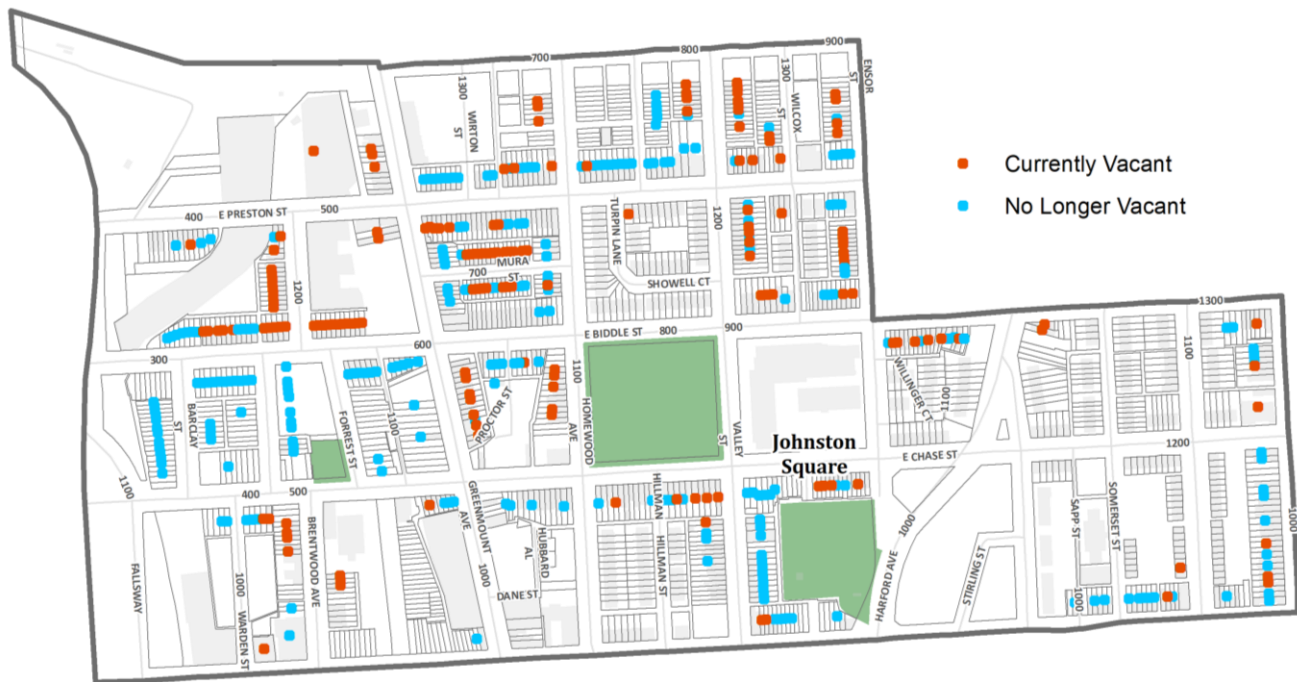 900
800
700
ENSOR
ST
1300
1300
WIRTON
ST
ST
WILCOX
Currently Vacant
No Longer Vacant
E PRESTON ST
400
500
TURPIN LANE
1200
MURA
ST
700
SHOWELL CT
1200
E BIDDLE ST
800
900
1300
300
600
1100
1100
WILLINGER CT
1100
BARCLAY
ST
FORREST ST
1100
PROCTOR ST
HOMEWOOD
AVE
ST
VALLEY
Johnston
Square
E CHASE ST
1200
1100
400
500
GREENMOUNT
AVE
HILLMAN
HILLMAN ST
HUBBARD
AL
1000
SAPP ST
SOMERSET ST
1000
FALLSWAY
BRENTWOOD AVE
1000
1000
DANE ST
HARFORD AVE
STIRLING ST
1000
WARDEN ST